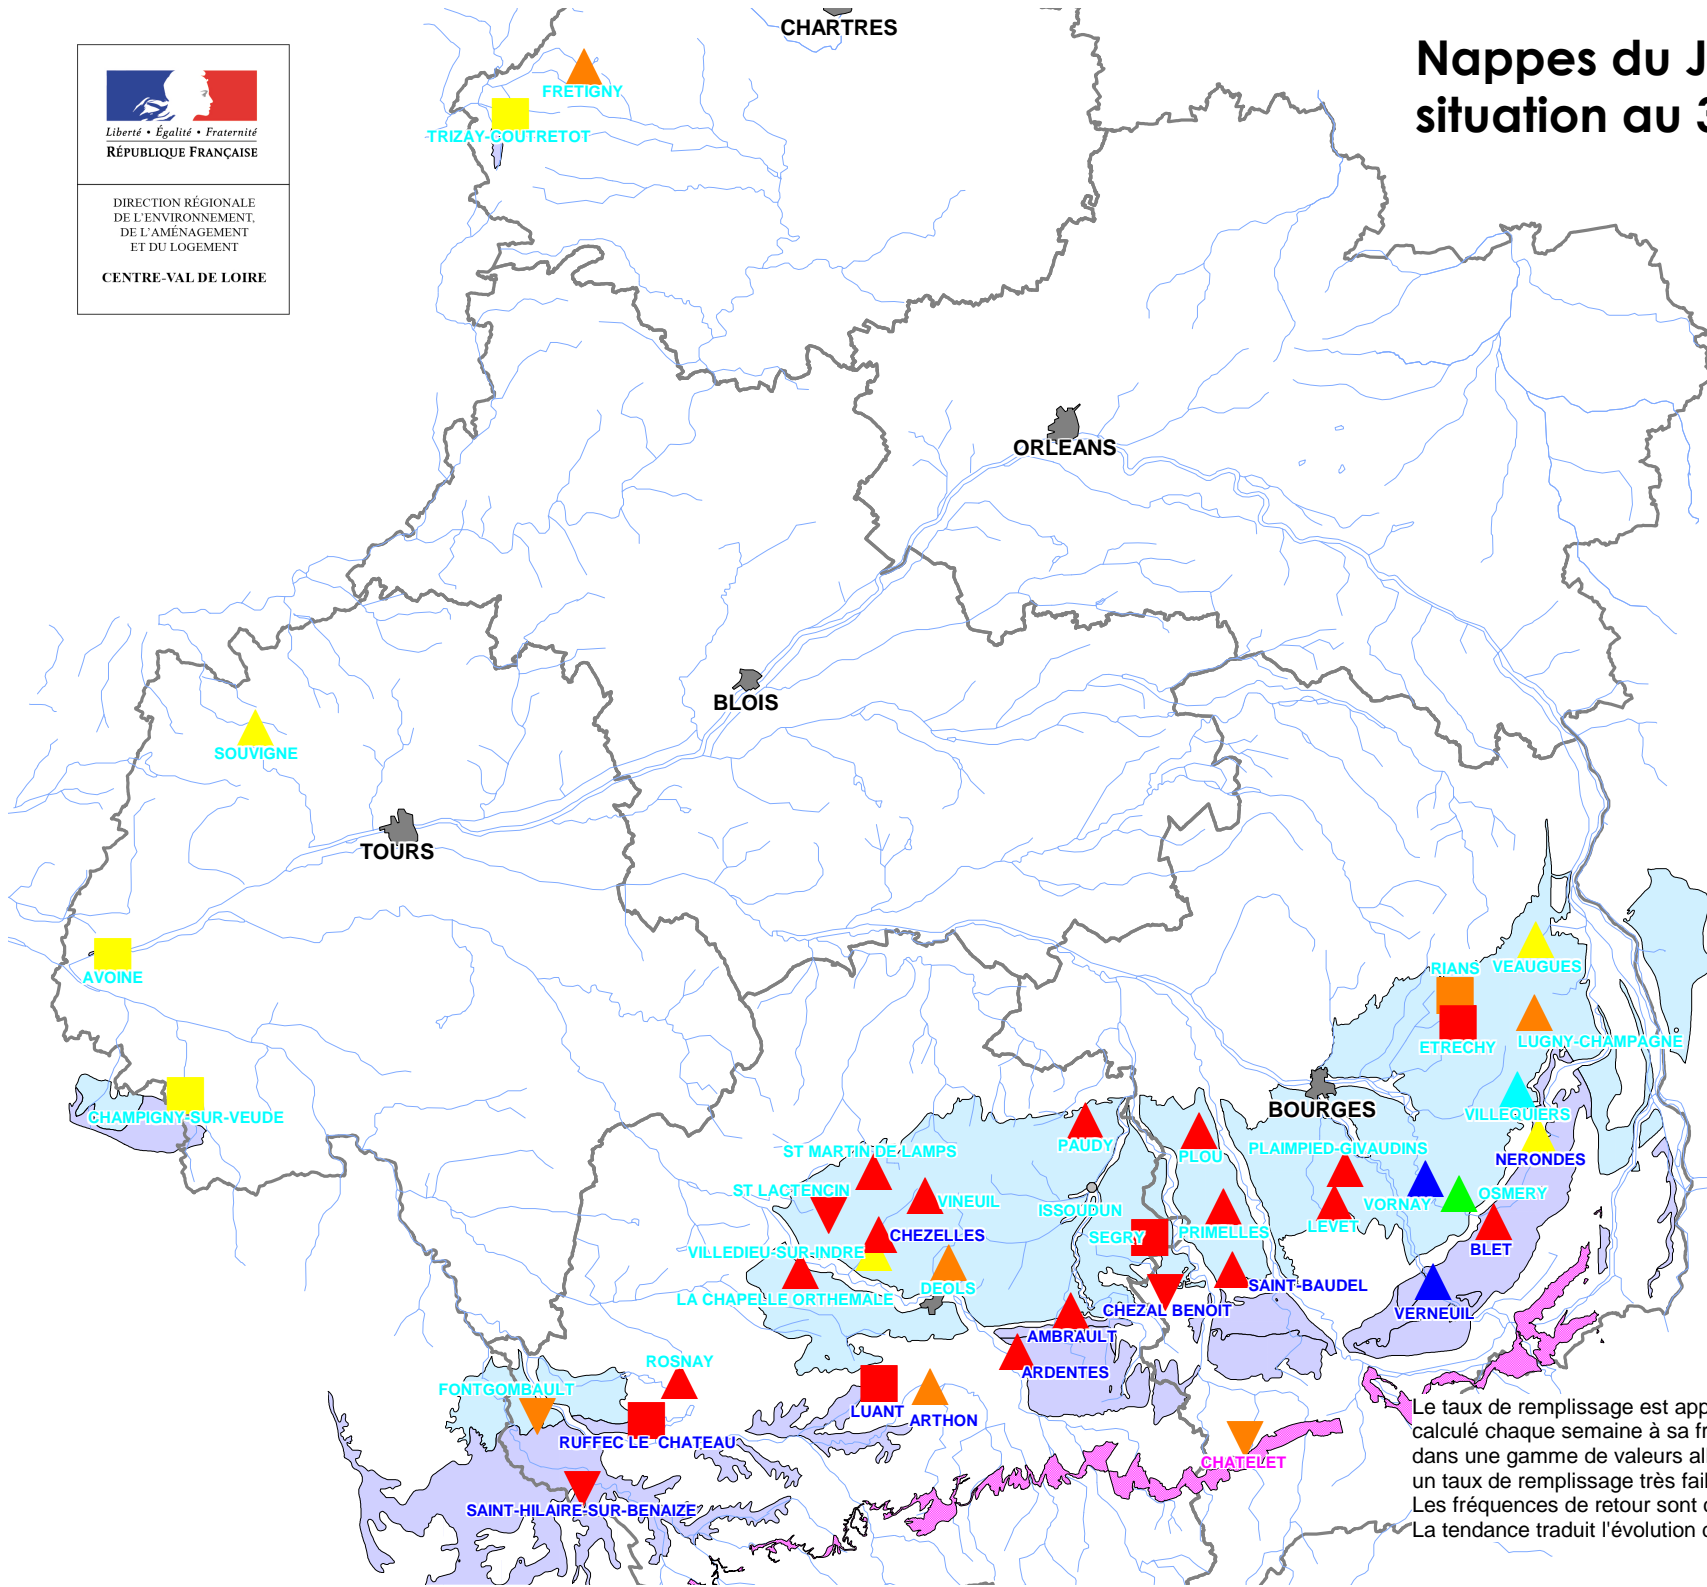 Liberté • Égalité • Fraternité
RÉPUBLIQUE FRANÇAISE
DIRECTION RÉGIONALE
DE L'ENVIRONNEMENT,
DE L'AMÉNAGEMENT
ET DU LOGEMENT
CENTRE-VAL DE LOIRE
Nappes du J
situation au 3
CHARTRES
FRETIGNY
TRIZAY-COUTRETOT
ORLEANS
BLOIS
SOUVIGNE
TOURS
AVOINE
CHAMPIGNY-SUR-VEUDE
RIANS
VEAUGUES
ETRECHY
LUGNY-CHAMPAGNE
BOURGES
VILLEQUIERS
NERONDES
PAUDY
PLOU
PLAIMPIED-GIVAUDINS
ST MARTIN DE LAMPS
ST LACTENCIN
VINEUIL
ISSOUDUN
VORNAY
OSMERY
CHEZELLES
SEGRY
PRIMELLES
LEVET
BLET
VILLEDIEU-SUR-INDRE
DEOLS
SAINT-BAUDEL
LA CHAPELLE ORTHEMALE
CHEZAL BENOIT
VERNEUIL
AMBRAULT
ARDENTES
ROSNAY
FONTGOMBAULT
LUANT
ARTHON
RUFFEC LE CHATEAU
CHATELET
SAINT-HILAIRE-SUR-BENAIZE
Le taux de remplissage est app
calculé chaque semaine à sa fr
dans une gamme de valeurs all
un taux de remplissage très fail
Les fréquences de retour sont c
La tendance traduit l'évolution d